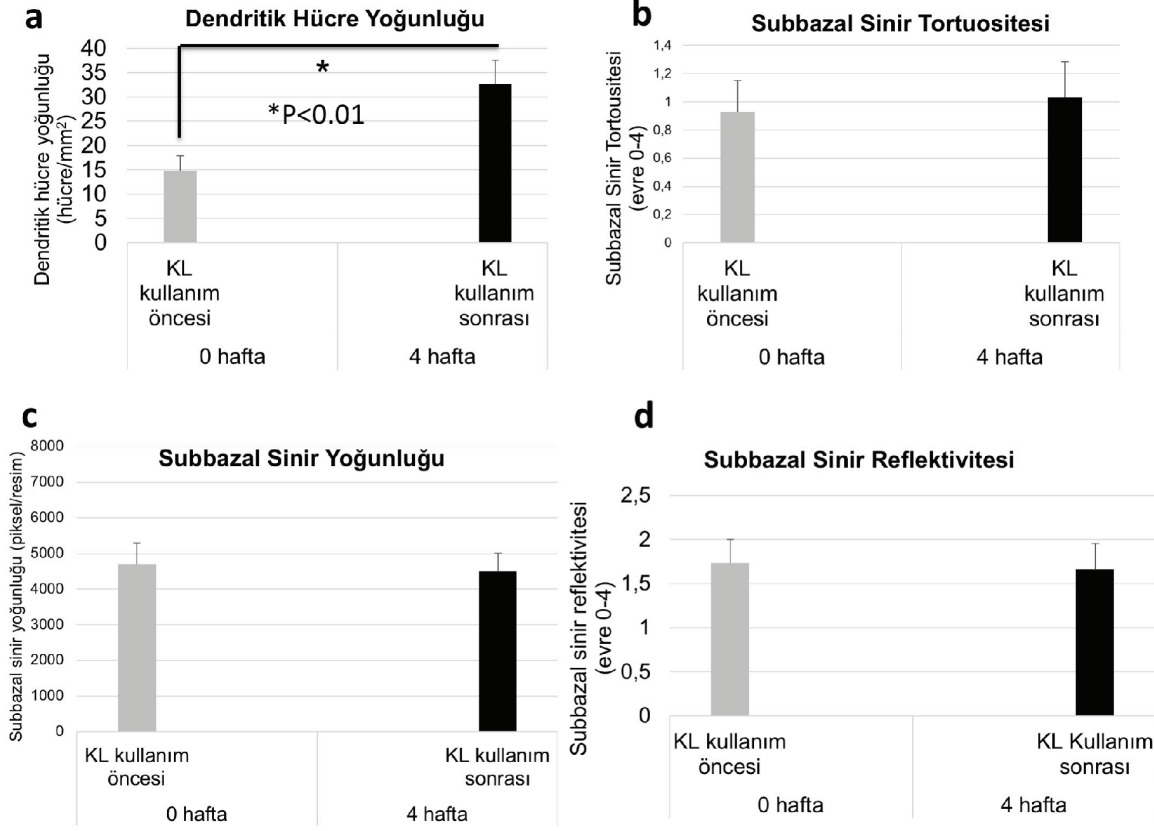 a
Dendritik Hücre Yoğunluğu
Dendritik hücre yoğunluğu
(hücre/mm²)
40
35
30
25
20
15
10
5
0
*
*P<0.01
KL
kullanım
öncesi
KL
kullanım
sonrası
0 hafta
4 hafta
b
Subbazal Sinir Tortuositesi
Subbazal Sinir Tortousitesi
(evre 0-4)
1,4
1,2
1
0,8
0,6
0,4
0,2
0
KL
kullanım
öncesi
KL
kullanım
sonrası
0 hafta
4 hafta
c
Subbazal Sinir Yoğunluğu
Subbazal sinir yoğunluğu (piksel/resim)
8000
7000
6000
5000
4000
3000
2000
1000
0
KL kullanım
öncesi
KL kullanım
sonrası
0 hafta
4 hafta
d
Subbazal Sinir Reflektivitesi
Subbazal sinir reflektivitesi
(evre 0-4)
2,5
2
1,5
1
0,5
0
KL kullanım
öncesi
KL Kullanım
sonrası
0 hafta
4 hafta